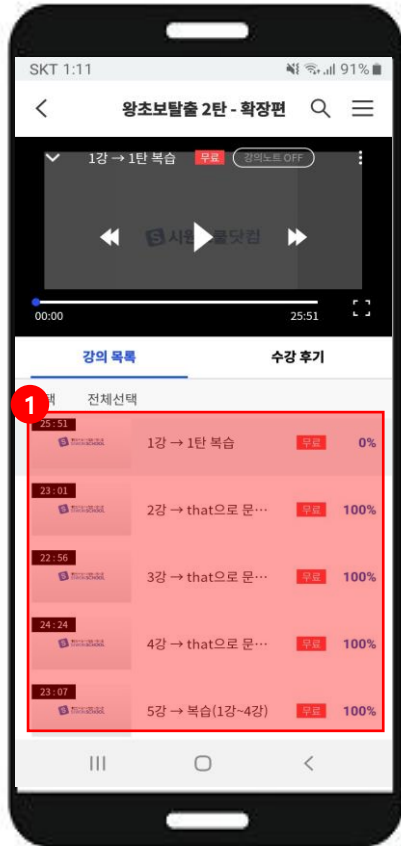 SKT 1:11 91%
왕초보탈출 2탄 - 확장편
1강 → 1탄 복습 무료 강의노트 OFF
00:00 25:51
강의 목록 수강 후기
1 전체선택
25:51
1강 → 1탄 복습 무료 0%
23:01
2강 → that으로 문… 무료 100%
22:56
3강 → that으로 문… 무료 100%
24:24
4강 → that으로 문… 무료 100%
23:07
5강 → 복습(1강~4강) 무료 100%